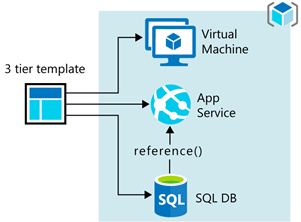 Virtual
Machine
3 tier template
App
Service
reference()
SQL
SQL DB